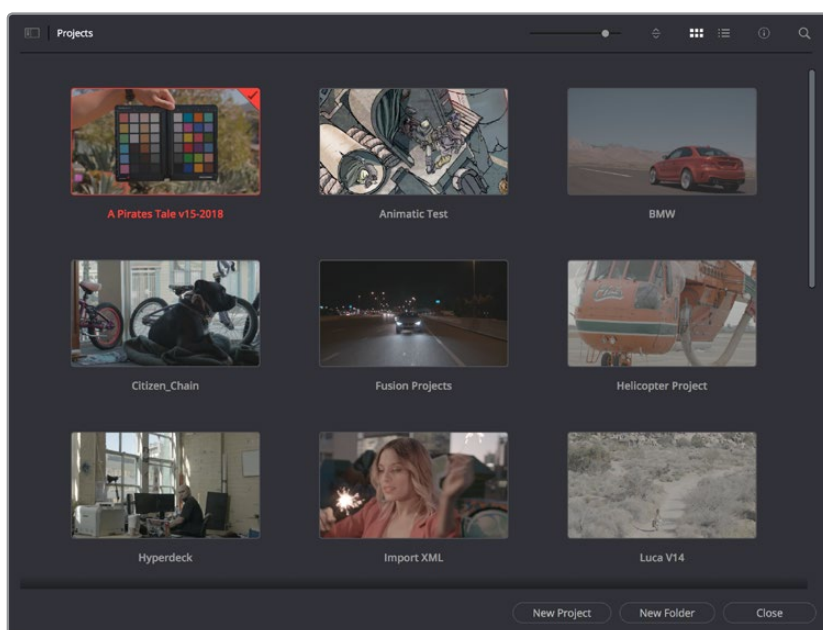 Projects
A Pirates Tale v15-2018
Animatic Test
BMW
Citizen_Chain
Fusion Projects
Helicopter Project
Hyperdeck
Import XML
Luca V14
New Project
New Folder
Close